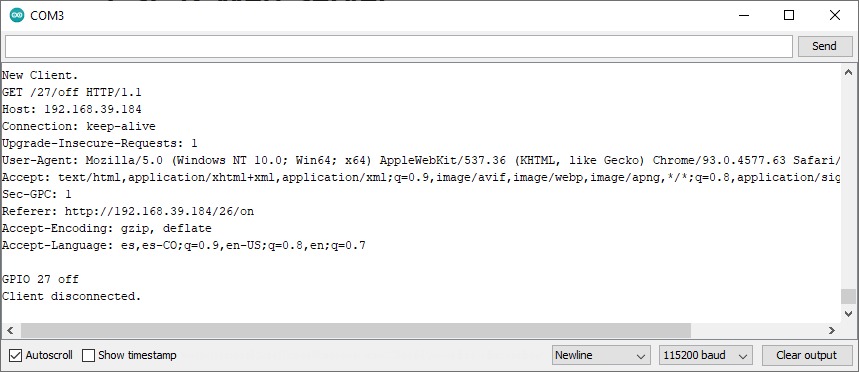 COM3
Send
New Client.
GET /27/off HTTP/1.1
Host: 192.168.39.184
Connection: keep-alive
Upgrade-Insecure-Requests: 1
User-Agent: Mozilla/5.0 (Windows NT 10.0; Win64; x64) AppleWebKit/537.36 (KHTML, like Gecko) Chrome/93.0.4577.63 Safari/
Accept: text/html,application/xhtml+xml,application/xml;q=0.9,image/avif,image/webp,image/apng,*/*;q=0.8,application/sig
Sec-GPC: 1
Referer: http://192.168.39.184/26/on
Accept-Encoding: gzip, deflate
Accept-Language: es,es-CO;q=0.9,en-US;q=0.8,en;q=0.7
GPIO 27 off
Client disconnected.
Autoscroll Show timestamp Newline 115200 baud Clear output